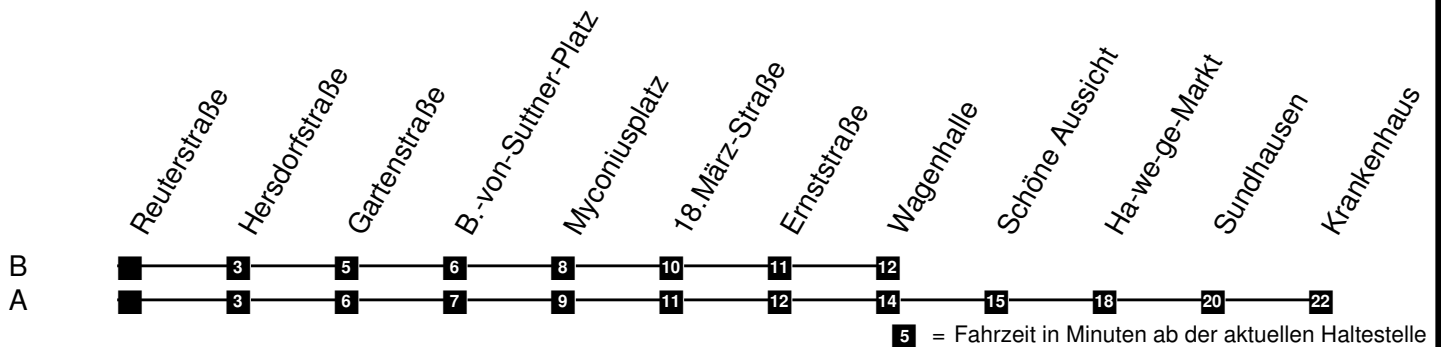 Reuterstraße
Hersdorfstraße
Gartenstraße
B.-von-Suttner-Platz
Myconiusplatz
18.März-Straße
Ernststraße
Wagenhalle
Schöne Aussicht
Ha-we-ge-Markt
Sundhausen
Krankenhaus
B 3 5 6 8 10 11 12
A 3 6 7 9 11 12 14 15 18 20 22
5 = Fahrzeit in Minuten ab der aktuellen Haltestelle